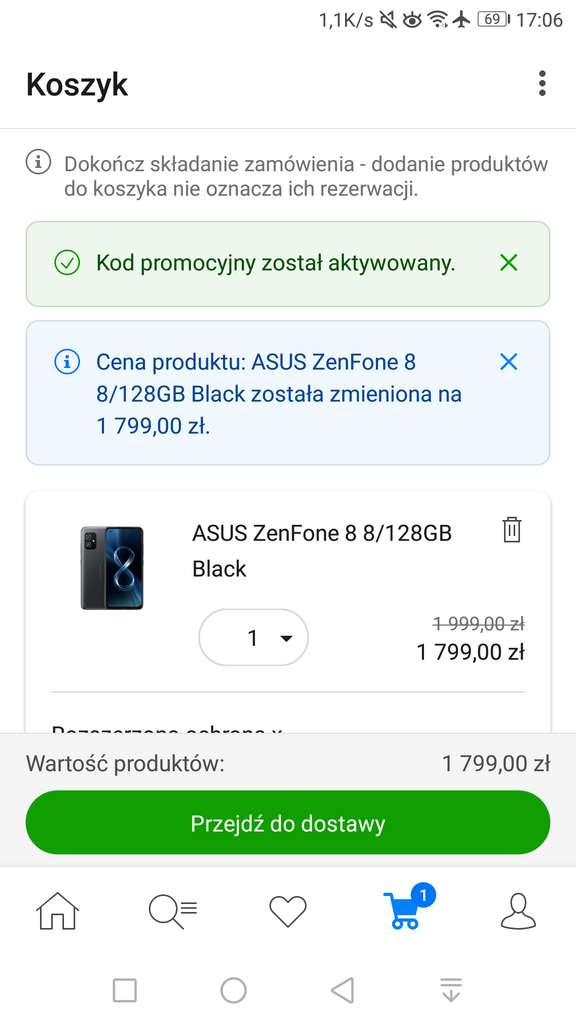 1,1K/s 69 17:06
Koszyk
Dokończ składanie zamówienia - dodanie produktów
do koszyka nie oznacza ich rezerwacji.
Kod promocyjny został aktywowany.
Cena produktu: ASUS ZenFone 8
8/128GB Black została zmieniona na
1 799,00 zł.
ASUS ZenFone 8 8/128GB
Black
1
1 999,00 zł
1 799,00 zł
Wartość produktów:
1 799,00 zł
Przejdź do dostawy
1